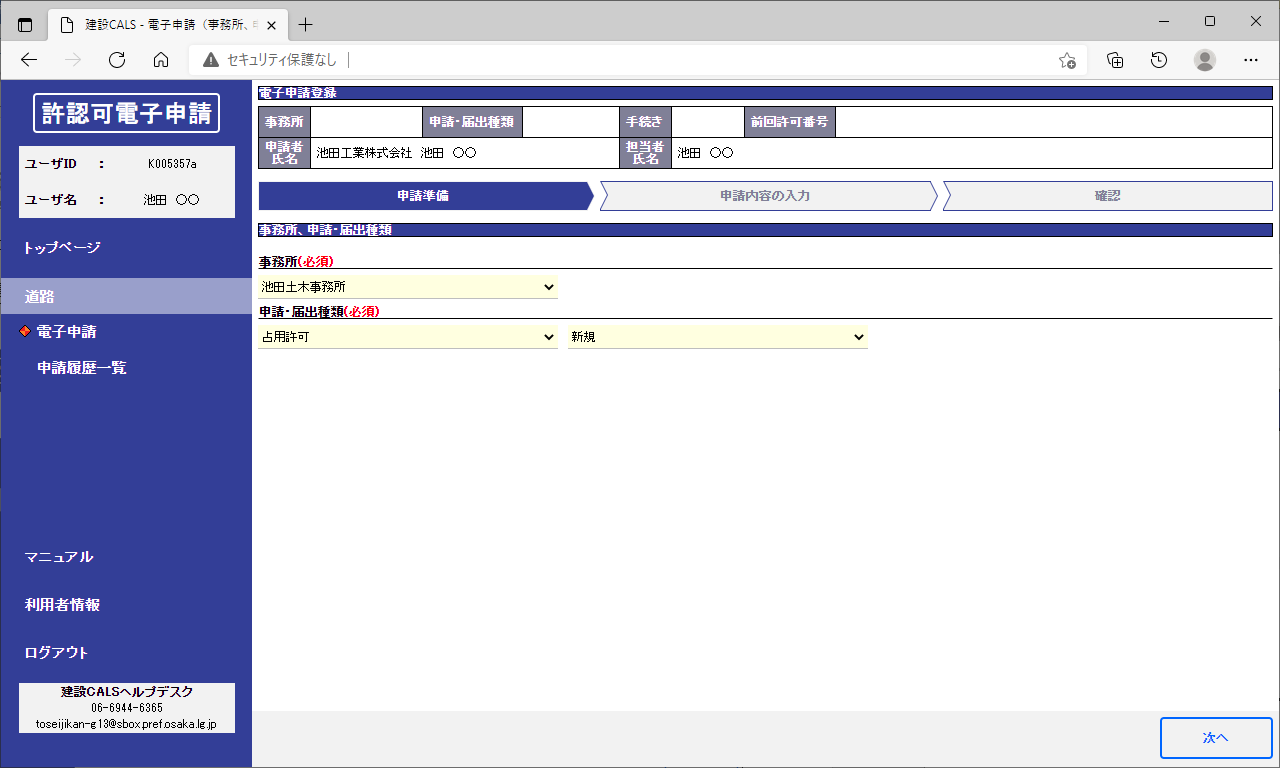 建設CALS - 電子申請（事務所、
セキュリティ保護なし
許認可電子申請
ユーザID ： K005357a
ユーザ名 ： 池田 〇〇
トップページ
道路
電子申請
申請履歴一覧
マニュアル
利用者情報
ログアウト
建設CALSヘルプデスク
06-6944-6365
toseijikan-g13@sbox.pref.osaka.lg.jp
電子申請登録
事務所 申請・届出種類 手続き 前回許可番号
申請者
氏名 池田工業株式会社 池田 〇〇
担当者
氏名 池田 〇〇
申請準備 申請内容の入力 確認
事務所、申請・届出種類
事務所(必須)
池田土木事務所
申請・届出種類(必須)
占用許可 新規
次へ